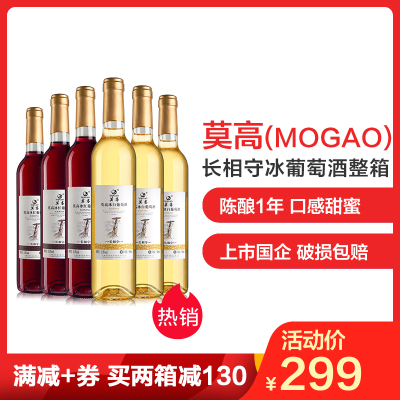 莫高(MOGAO)
长相守冰葡萄酒整箱
陈酿1年 口感甜蜜
上市国企 破损包赔
莫高
热销
活动价
满减+券 买两箱减130
¥299